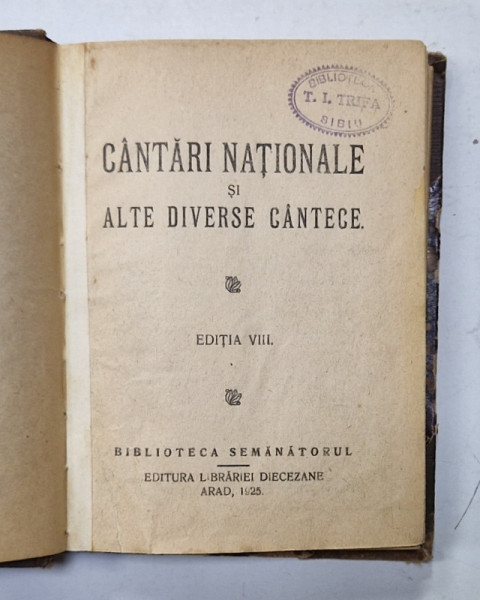 BIBLIOTECA
T. I. TRIFA
SIBIU
CÂNTĂRI NAȚIONALE
ȘI
ALTE DIVERSE CÂNTECE.
EDIȚIA VIII.
BIBLIOTECA SEMĂNĂTORUL
EDITURA LIBRĂRIEI DIECEZANE
ARAD, 1925.